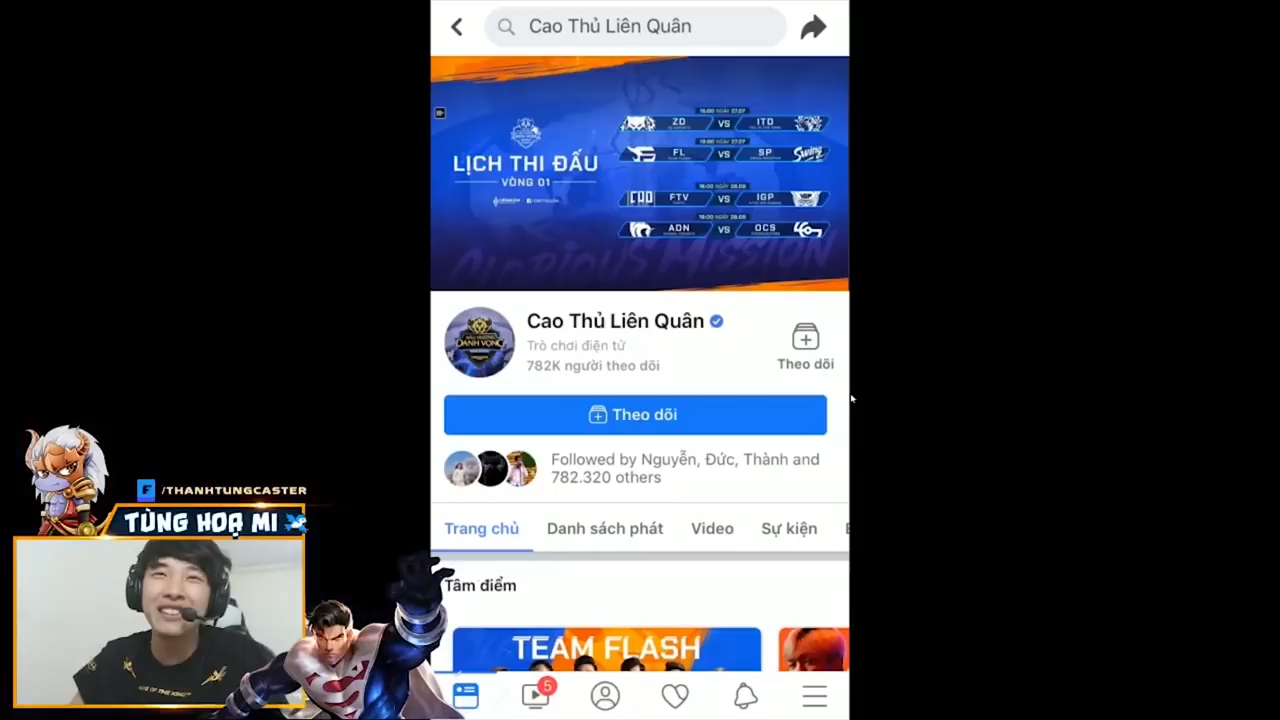 Cao Thủ Liên Quân
LỊCH THI ĐẤU
VÒNG 01
ZD VS ITD
FL VS SP
Swing
FTV VS IGP
ADN VS OCS
GLORIOUS MISSION
Cao Thủ Liên Quân
Trò chơi điện tử
782K người theo dõi
Theo dõi
Theo dõi
Followed by Nguyễn, Đức, Thành and
782.320 others
Trang chủ
Danh sách phát
Video
Sự kiện
Tâm điểm
TEAM FLASH
5
F /THANHTUNGCASTER
TÙNG HOẠ MI